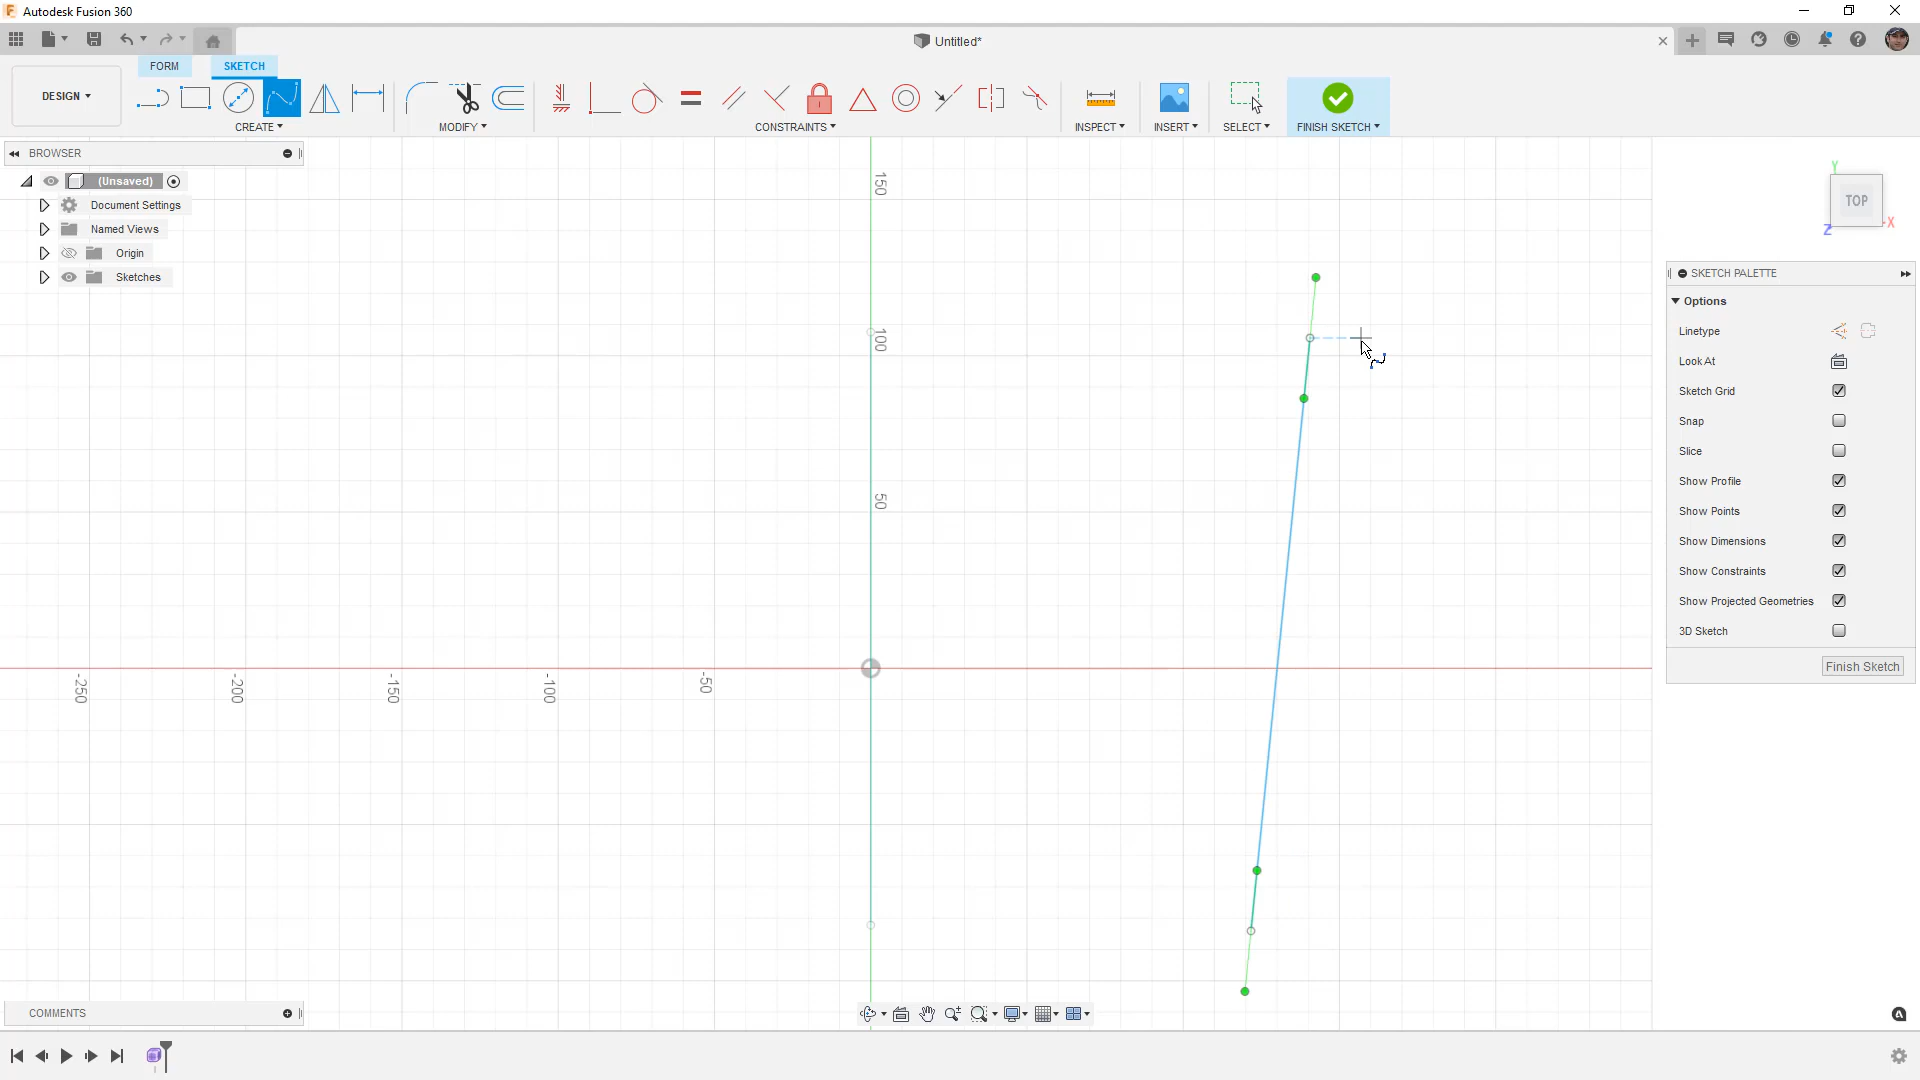 Autodesk Fusion 360
Untitled*
FORM
SKETCH
DESIGN
CREATE
MODIFY
CONSTRAINTS
INSPECT
INSERT
SELECT
FINISH SKETCH
BROWSER
(Unsaved)
Document Settings
Named Views
Origin
Sketches
150
100
50
-250
-200
-150
-100
-50
Y
TOP
X
Z
SKETCH PALETTE
Options
Linetype
Look At
Sketch Grid
Snap
Slice
Show Profile
Show Points
Show Dimensions
Show Constraints
Show Projected Geometries
3D Sketch
Finish Sketch
COMMENTS